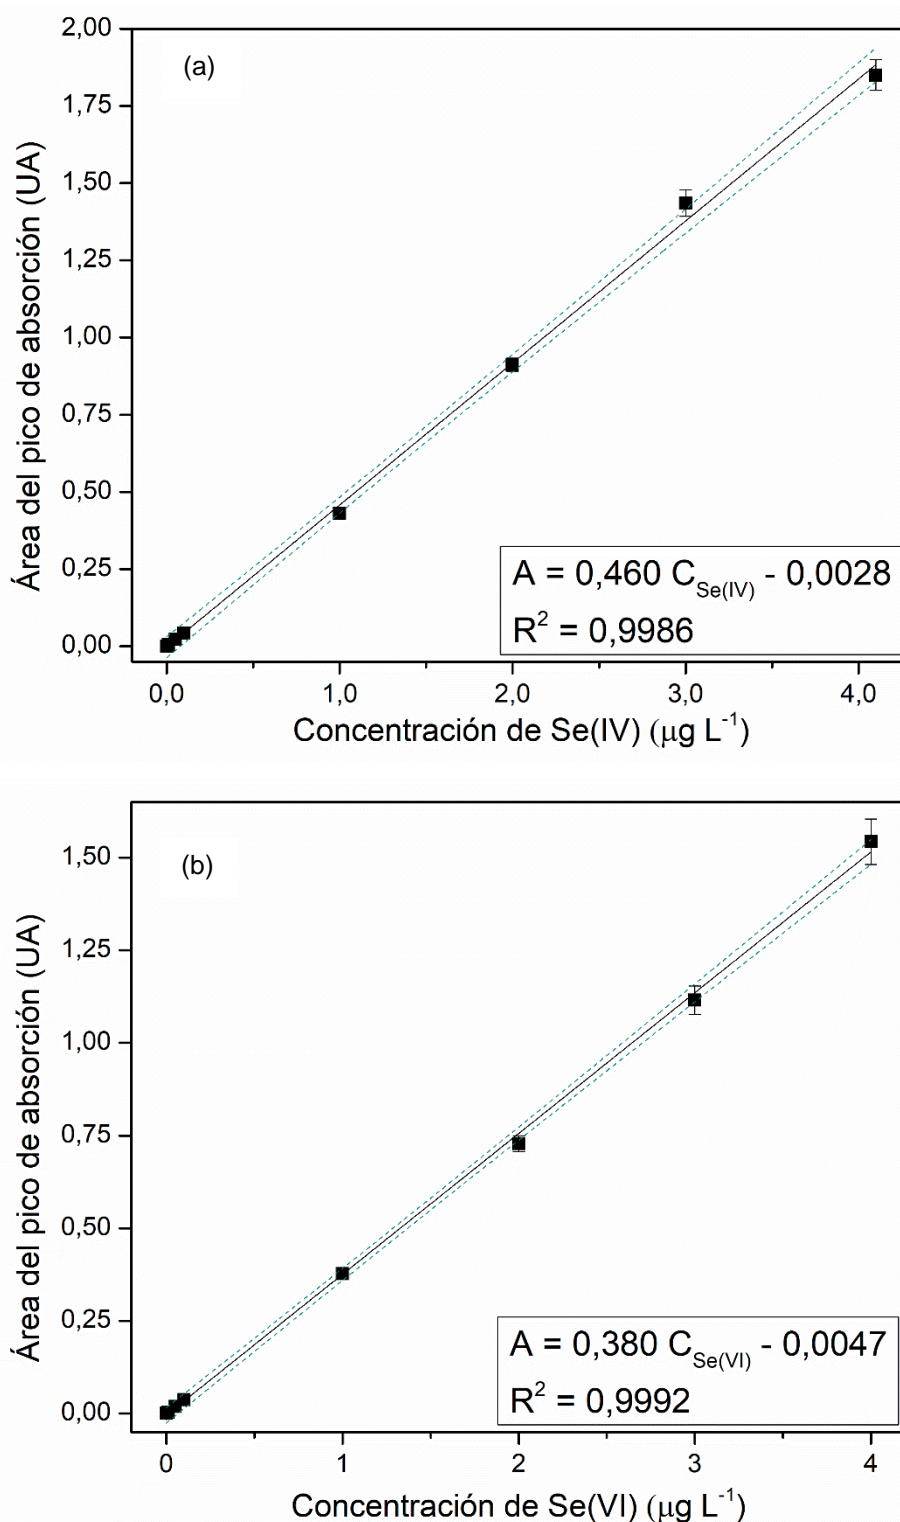 (a)
Área del pico de absorción (UA)
2,00
1,75
1,50
1,25
1,00
0,75
0,50
0,25
0,00
A = 0,460 C_Se(IV) - 0,0028
R² = 0,9986
0,0 1,0 2,0 3,0 4,0
Concentración de Se(IV) (μg L⁻¹)
(b)
Área del pico de absorción (UA)
1,50
1,25
1,00
0,75
0,50
0,25
0,00
A = 0,380 C_Se(VI) - 0,0047
R² = 0,9992
0 1 2 3 4
Concentración de Se(VI) (μg L⁻¹)